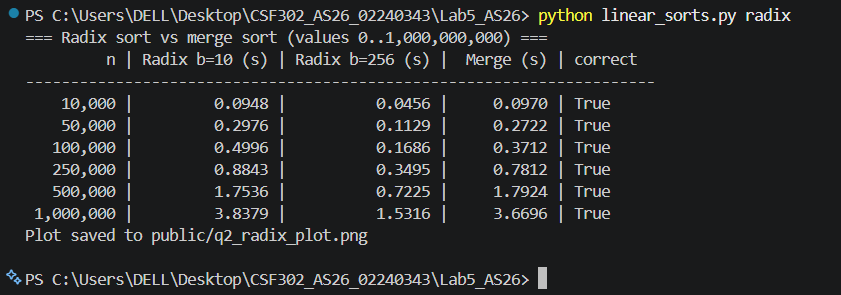 PS C:\Users\DELL\Desktop\CSF302_AS26_02240343\Lab5_AS26> python linear_sorts.py radix
=== Radix sort vs merge sort (values 0..1,000,000,000) ===
         n | Radix b=10 (s) | Radix b=256 (s) |  Merge (s) | correct
--------------------------------------------------------------------
    10,000 |         0.0948 |          0.0456 |     0.0970 | True
    50,000 |         0.2976 |          0.1129 |     0.2722 | True
   100,000 |         0.4996 |          0.1686 |     0.3712 | True
   250,000 |         0.8843 |          0.3495 |     0.7812 | True
   500,000 |         1.7536 |          0.7225 |     1.7924 | True
 1,000,000 |         3.8379 |          1.5316 |     3.6696 | True
Plot saved to public/q2_radix_plot.png
PS C:\Users\DELL\Desktop\CSF302_AS26_02240343\Lab5_AS26>